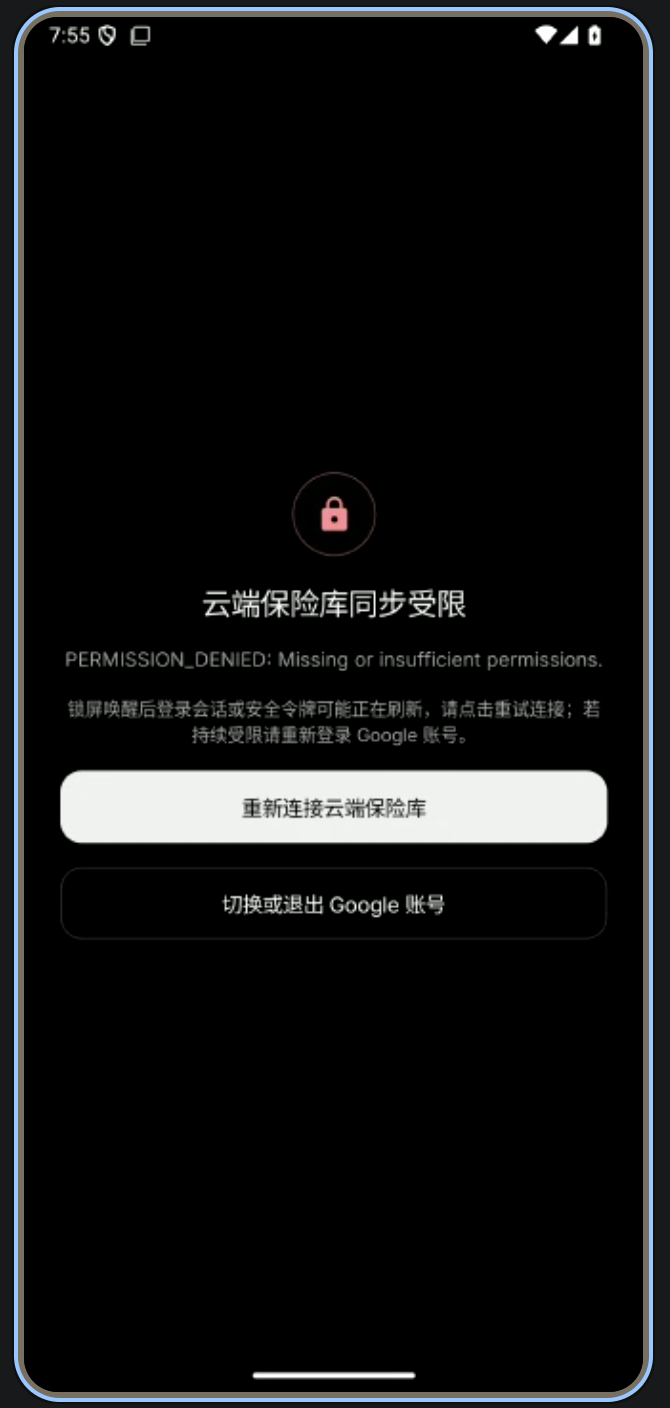 7:55
云端保险库同步受限
PERMISSION_DENIED: Missing or insufficient permissions.
锁屏唤醒后登录会话或安全令牌可能正在刷新，请点击重试连接；若
持续受限请重新登录 Google 账号。
重新连接云端保险库
切换或退出 Google 账号